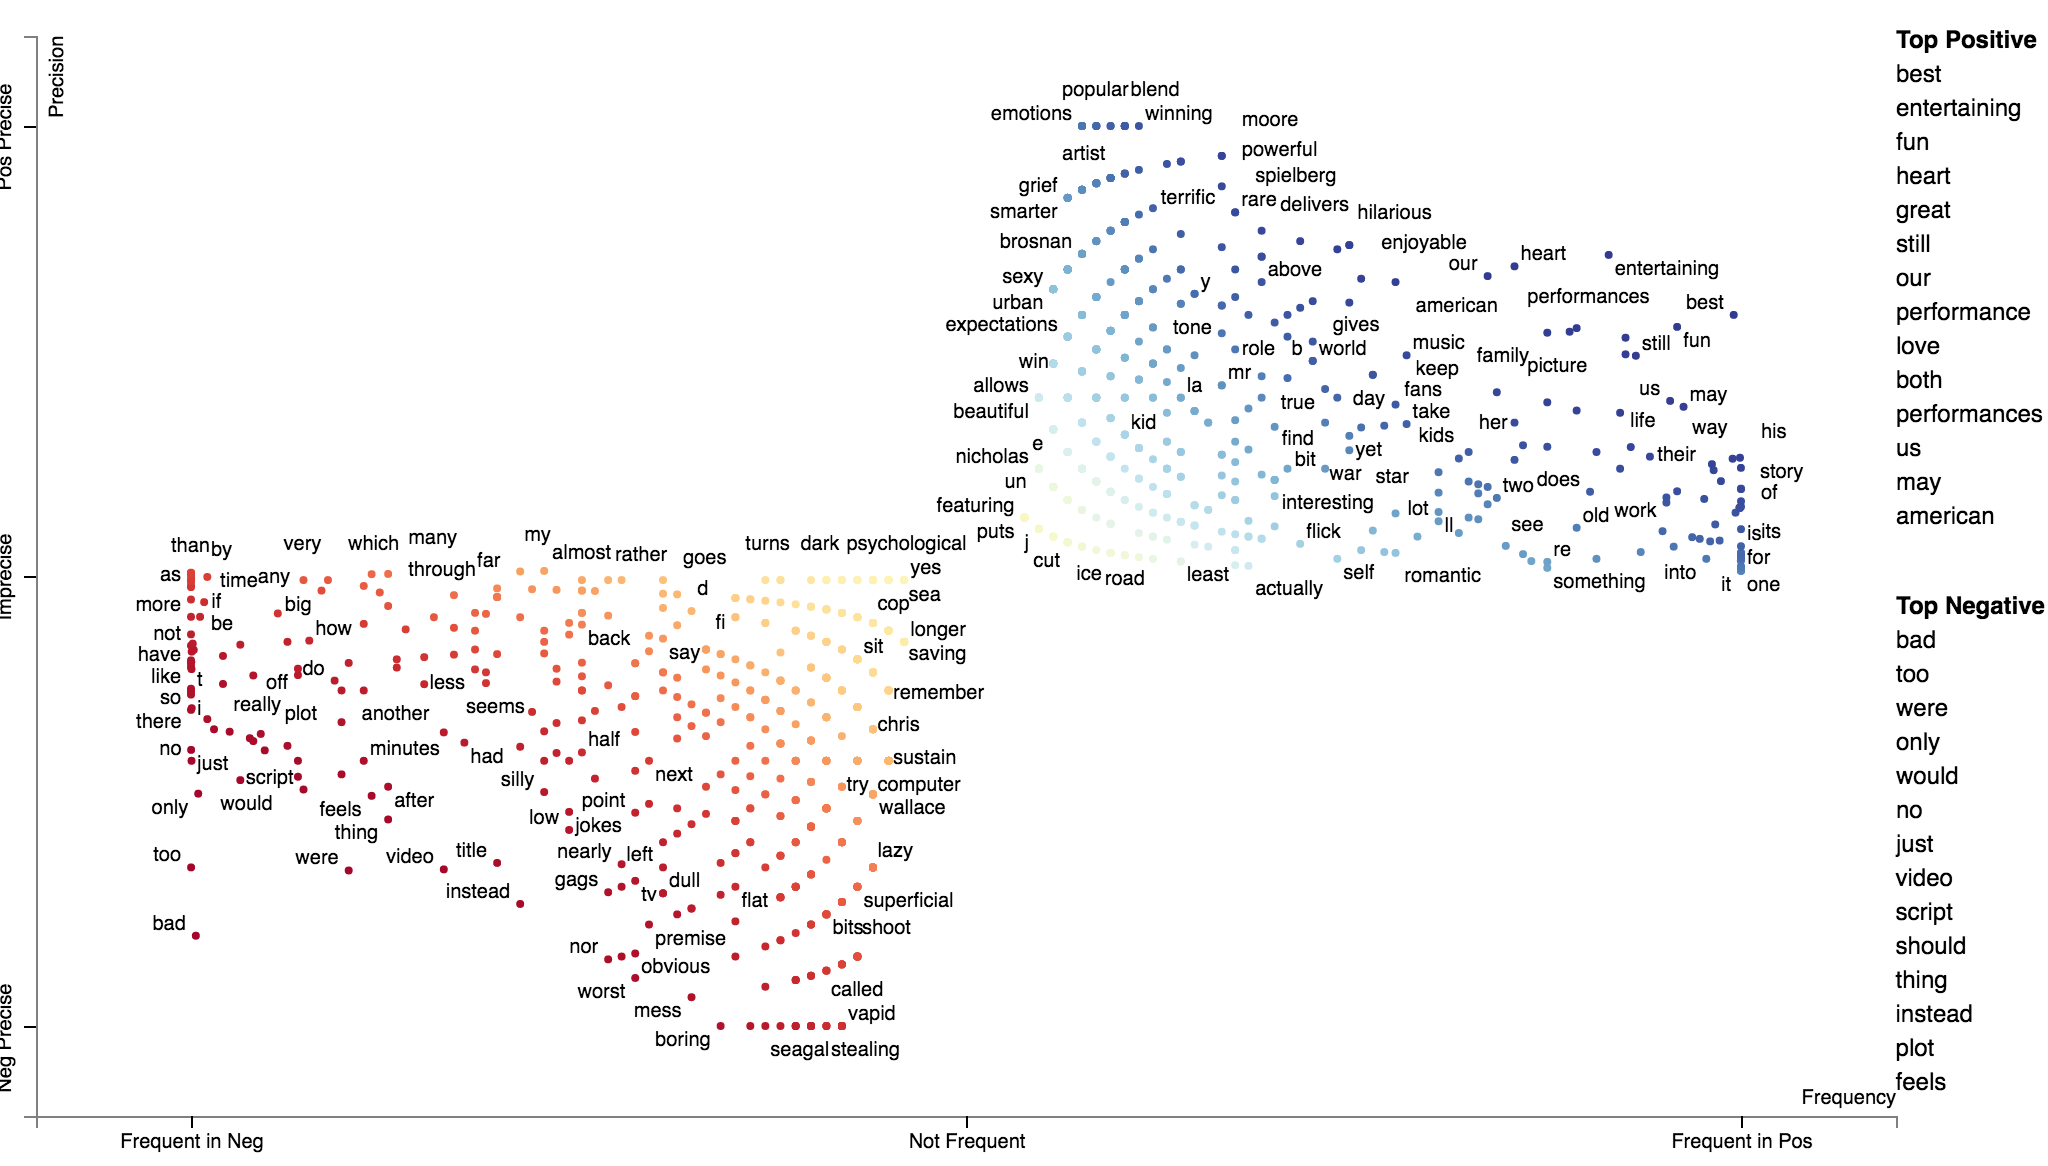 Precision
Pos Precise
Imprecise
Neg Precise
popular blend
emotions winning
moore
artist
powerful
spielberg
grief
terrific
rare
smarter
delivers
hilarious
brosnan
enjoyable
heart
our
entertaining
above
sexy
y
urban
american
performances
best
expectations
tone
gives
role b world
music
still
fun
win
family
picture
mr
keep
allows
la
day
fans
us
may
beautiful
true
take
kid
her
life
way
his
e
find
kids
nicholas
bit
yet
their
un
war
star
two
does
story
of
featuring
interesting
lot
old
work
puts
j
flick
ll
see
is
its
cut
re
for
ice
road
least
self
romantic
something
into
actually
it
one
than
by
very
which
many
my
almost
rather
goes
turns
dark
psychological
as
time
any
through
far
yes
more
if
big
d
sea
cop
be
how
fi
longer
not
back
sit
have
say
saving
like
t
off
do
less
remember
so
i
really
plot
another
seems
there
chris
no
just
minutes
had
half
sustain
script
silly
next
try
computer
only
would
feels
after
point
wallace
thing
low
jokes
too
were
video
title
nearly
left
lazy
instead
gags
tv
dull
flat
superficial
bad
nor
premise
bits
shoot
obvious
worst
called
mess
vapid
boring
seagal
stealing
Frequency
Frequent in Neg
Not Frequent
Frequent in Pos
Top Positive
best
entertaining
fun
heart
great
still
our
performance
love
both
performances
us
may
american
Top Negative
bad
too
were
only
would
no
just
video
script
should
thing
instead
plot
feels